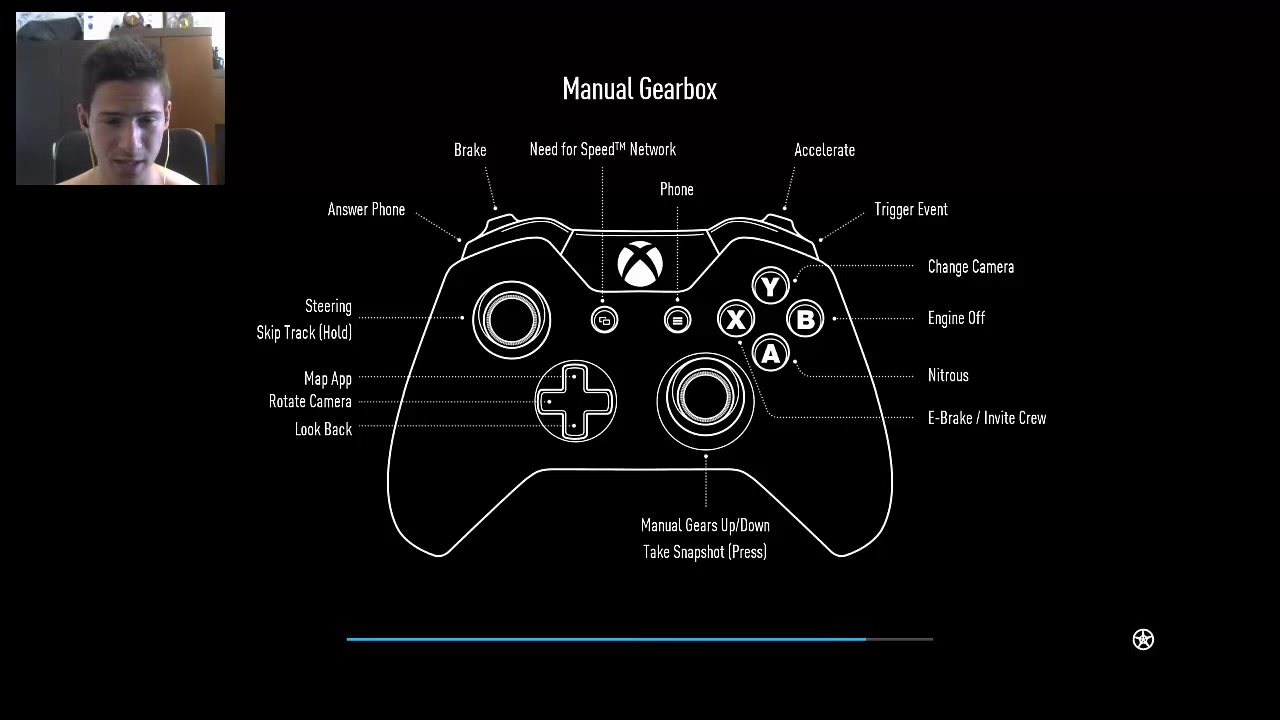 Manual Gearbox
Brake
Need for Speed™ Network
Accelerate
Phone
Answer Phone
Trigger Event
Change Camera
Y
Steering
X
B
Engine Off
Skip Track (Hold)
A
Map App
Nitrous
Rotate Camera
E-Brake / Invite Crew
Look Back
Manual Gears Up/Down
Take Snapshot (Press)